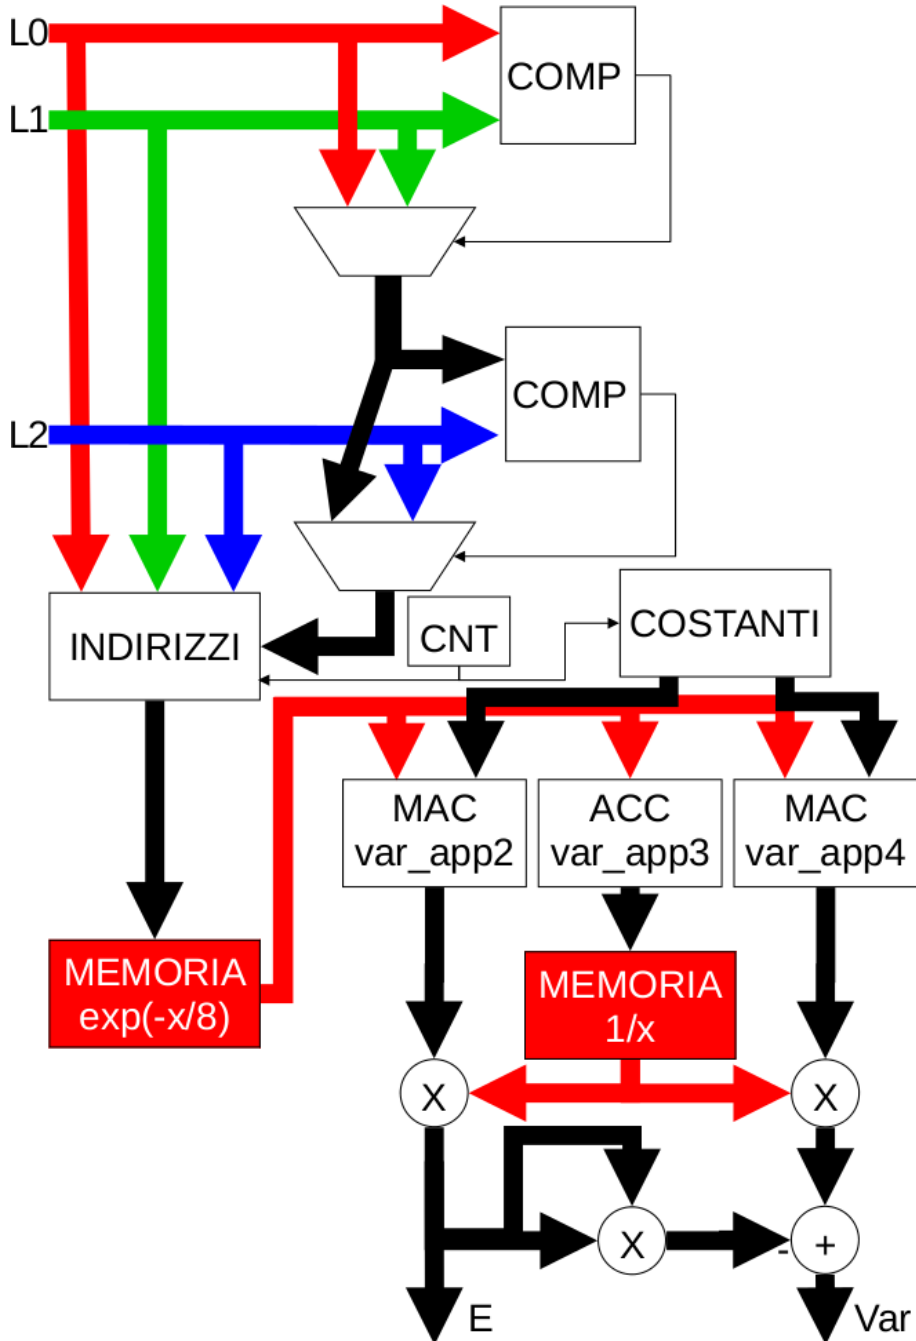 L0
COMP
L1
COMP
L2
INDIRIZZI
CNT
COSTANTI
MAC
var_app2
ACC
var_app3
MAC
var_app4
MEMORIA
exp(-x/8)
MEMORIA
1/x
X
X
X
-
+
E
Var